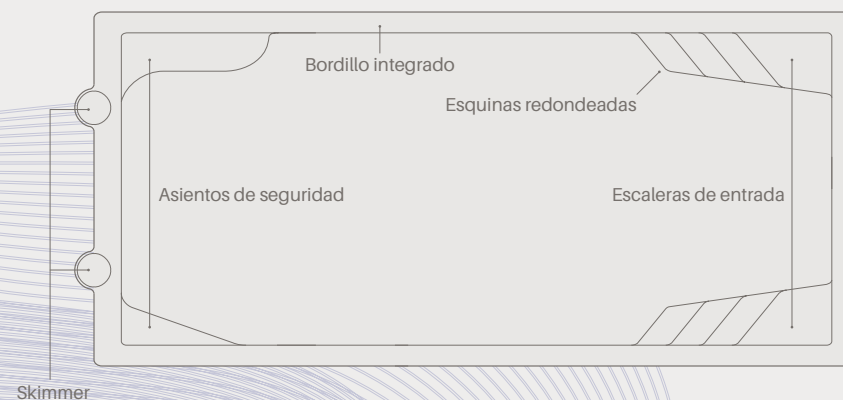 Bordillo integrado
Esquinas redondeadas
Asientos de seguridad
Escaleras de entrada
Skimmer